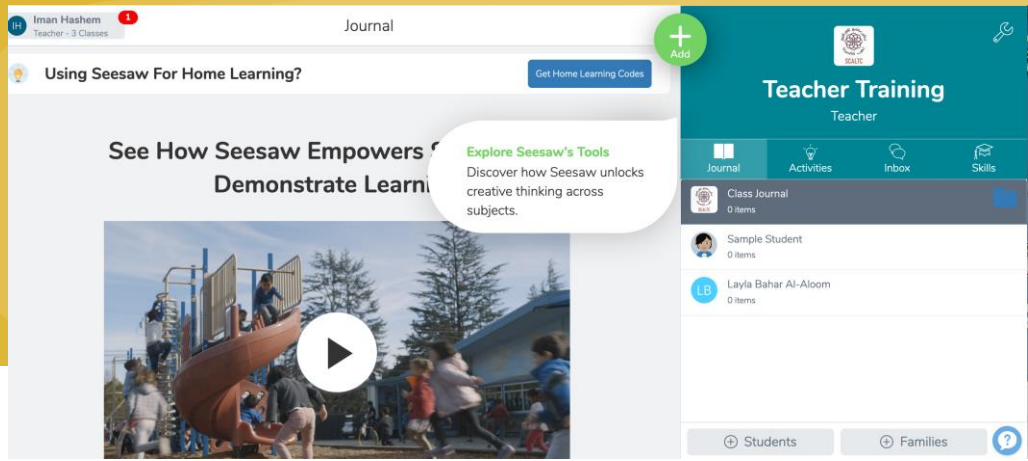 IH
Iman Hashem
1
Teacher - 3 Classes
Journal
Add
Using Seesaw For Home Learning?
Get Home Learning Codes
See How Seesaw Empowers
Demonstrate
Explore Seesaw's Tools
Discover how Seesaw unlocks
creative thinking across
subjects.
SCALTC
Teacher Training
Teacher
Journal
Activities
Inbox
Skills
Class Journal
0 items
Sample Student
0 items
LB
Layla Bahar Al-Aloom
0 items
Students
Families
?